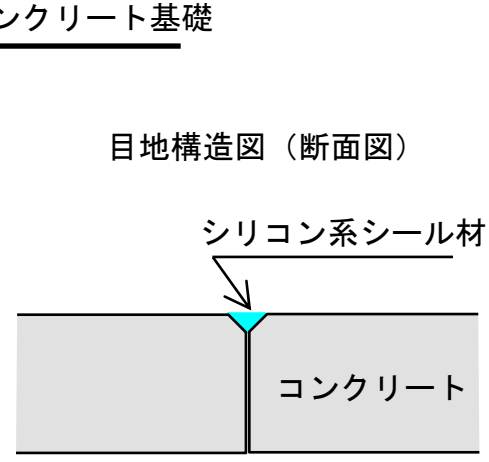 ンクリート基礎
目地構造図（断面図）
シリコン系シール材
コンクリート